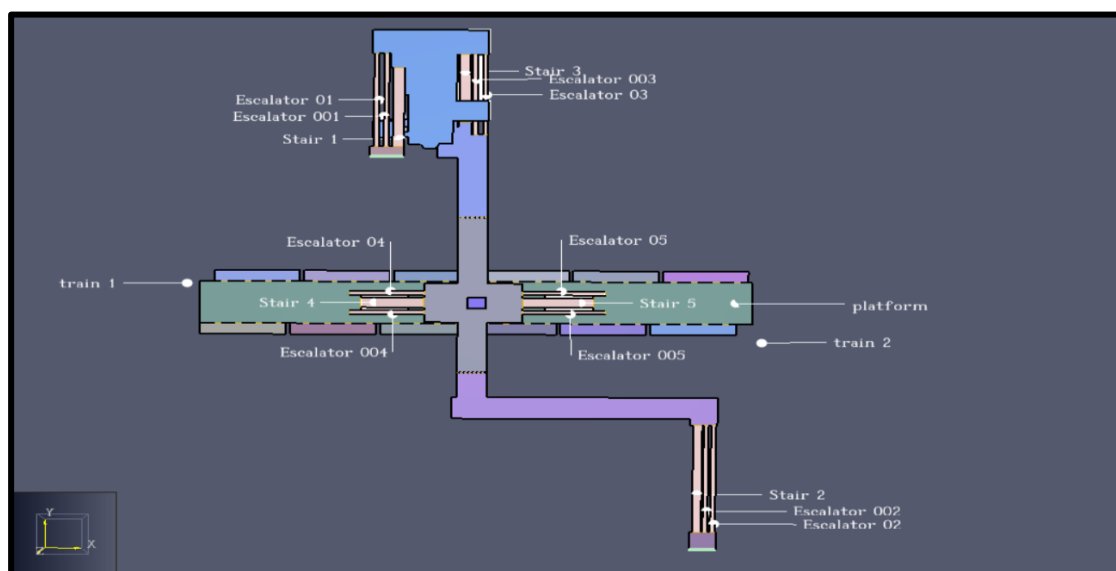 Stair 3
Escalator 003
Escalator 03
Escalator 01
Escalator 001
Stair 1
Escalator 04
Escalator 05
train 1
Stair 4
Stair 5
platform
Escalator 004
Escalator 005
train 2
Stair 2
Escalator 002
Escalator 02
Y
X
Z